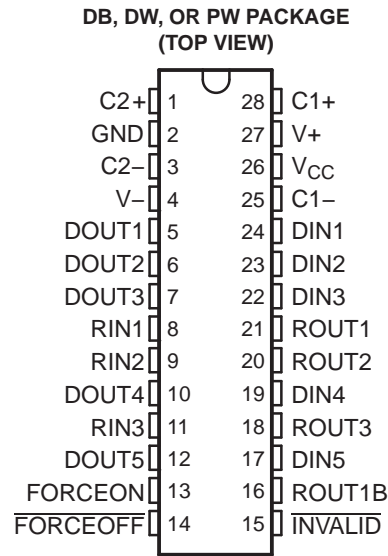 DB, DW, OR PW PACKAGE
(TOP VIEW)
C2+ 1 28 C1+
GND 2 27 V+
C2− 3 26 VCC
V− 4 25 C1−
DOUT1 5 24 DIN1
DOUT2 6 23 DIN2
DOUT3 7 22 DIN3
RIN1 8 21 ROUT1
RIN2 9 20 ROUT2
DOUT4 10 19 DIN4
RIN3 11 18 ROUT3
DOUT5 12 17 DIN5
FORCEON 13 16 ROUT1B
FORCEOFF 14 15 INVALID